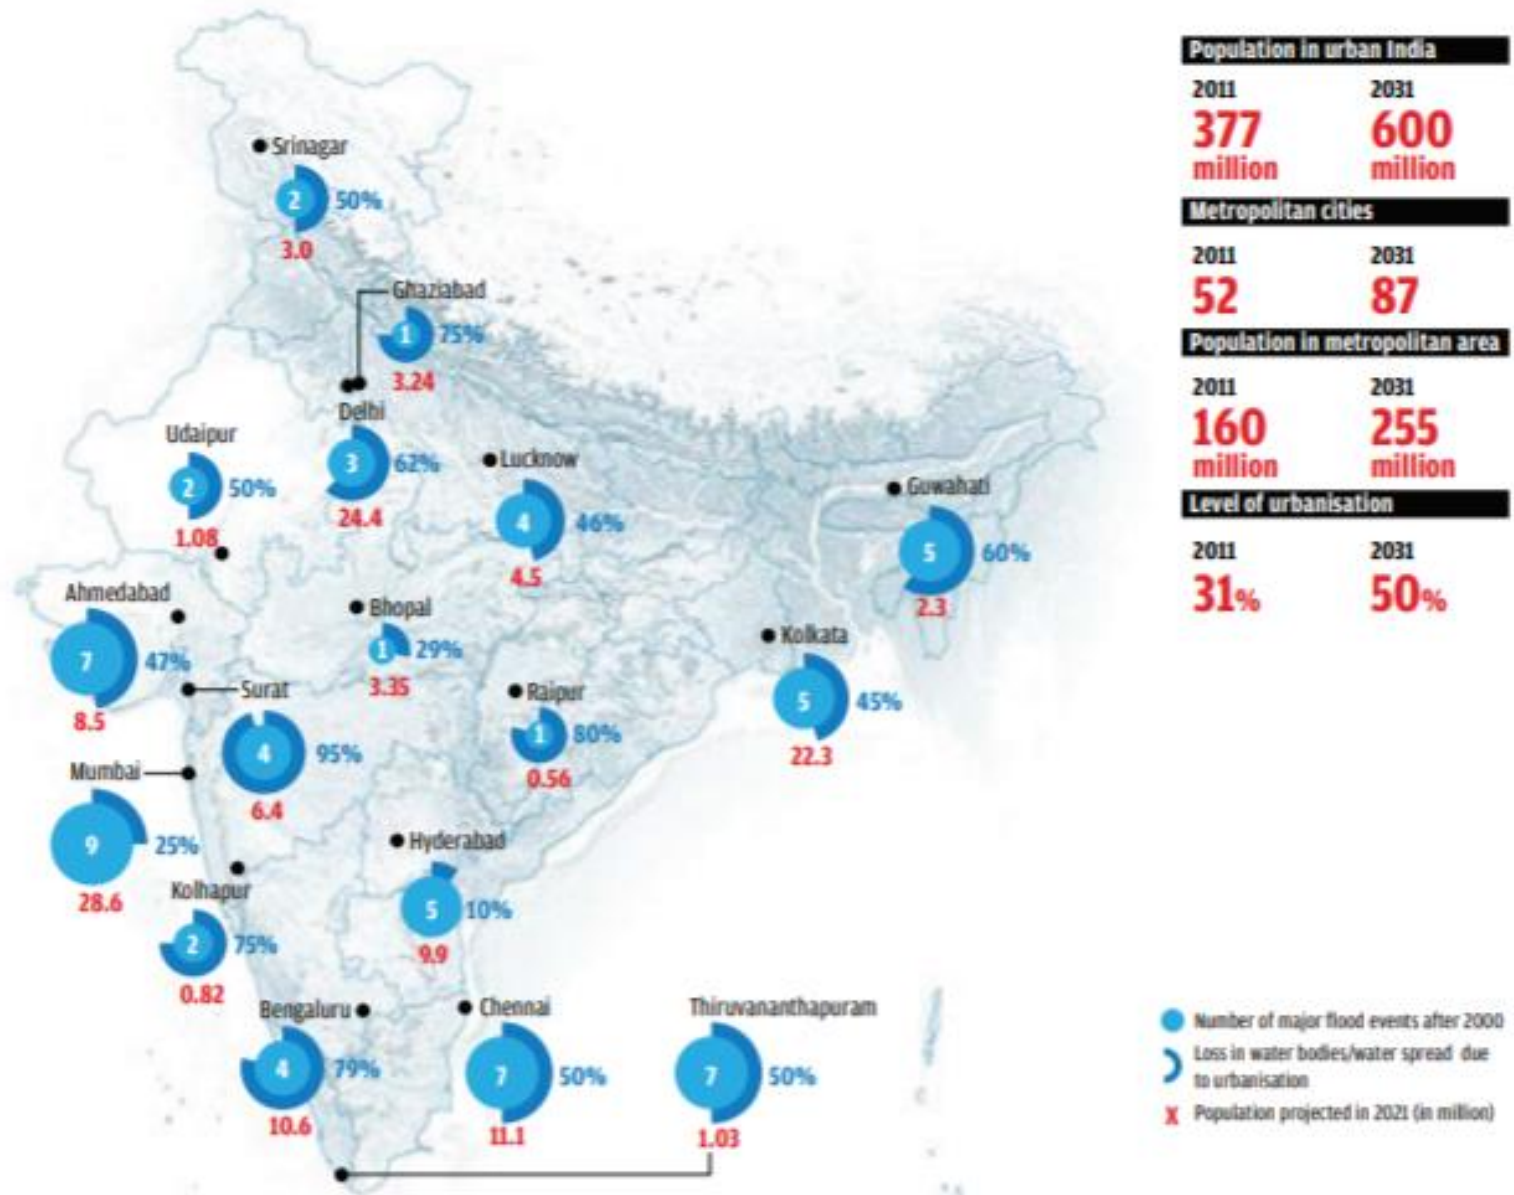 Srinagar
2
50%
3.0
Ghaziabad
1
75%
3.24
Delhi
3
62%
24.4
Udaipur
2
50%
1.08
Lucknow
4
46%
4.5
Guwahati
5
60%
2.3
Ahmedabad
7
47%
8.5
Bhopal
1
29%
3.35
Kolkata
5
45%
22.3
Surat
4
95%
6.4
Raipur
1
80%
0.56
Mumbai
9
25%
28.6
Hyderabad
5
10%
9.9
Kolhapur
2
75%
0.82
Bengaluru
4
79%
10.6
Chennai
7
50%
11.1
Thiruvananthapuram
7
50%
1.03
Population in urban India
2011 2031
377 600
million million
Metropolitan cities
2011 2031
52 87
Population in metropolitan area
2011 2031
160 255
million million
Level of urbanisation
2011 2031
31% 50%
Number of major flood events after 2000
Loss in water bodies/water spread due
to urbanisation
X Population projected in 2021 (in million)